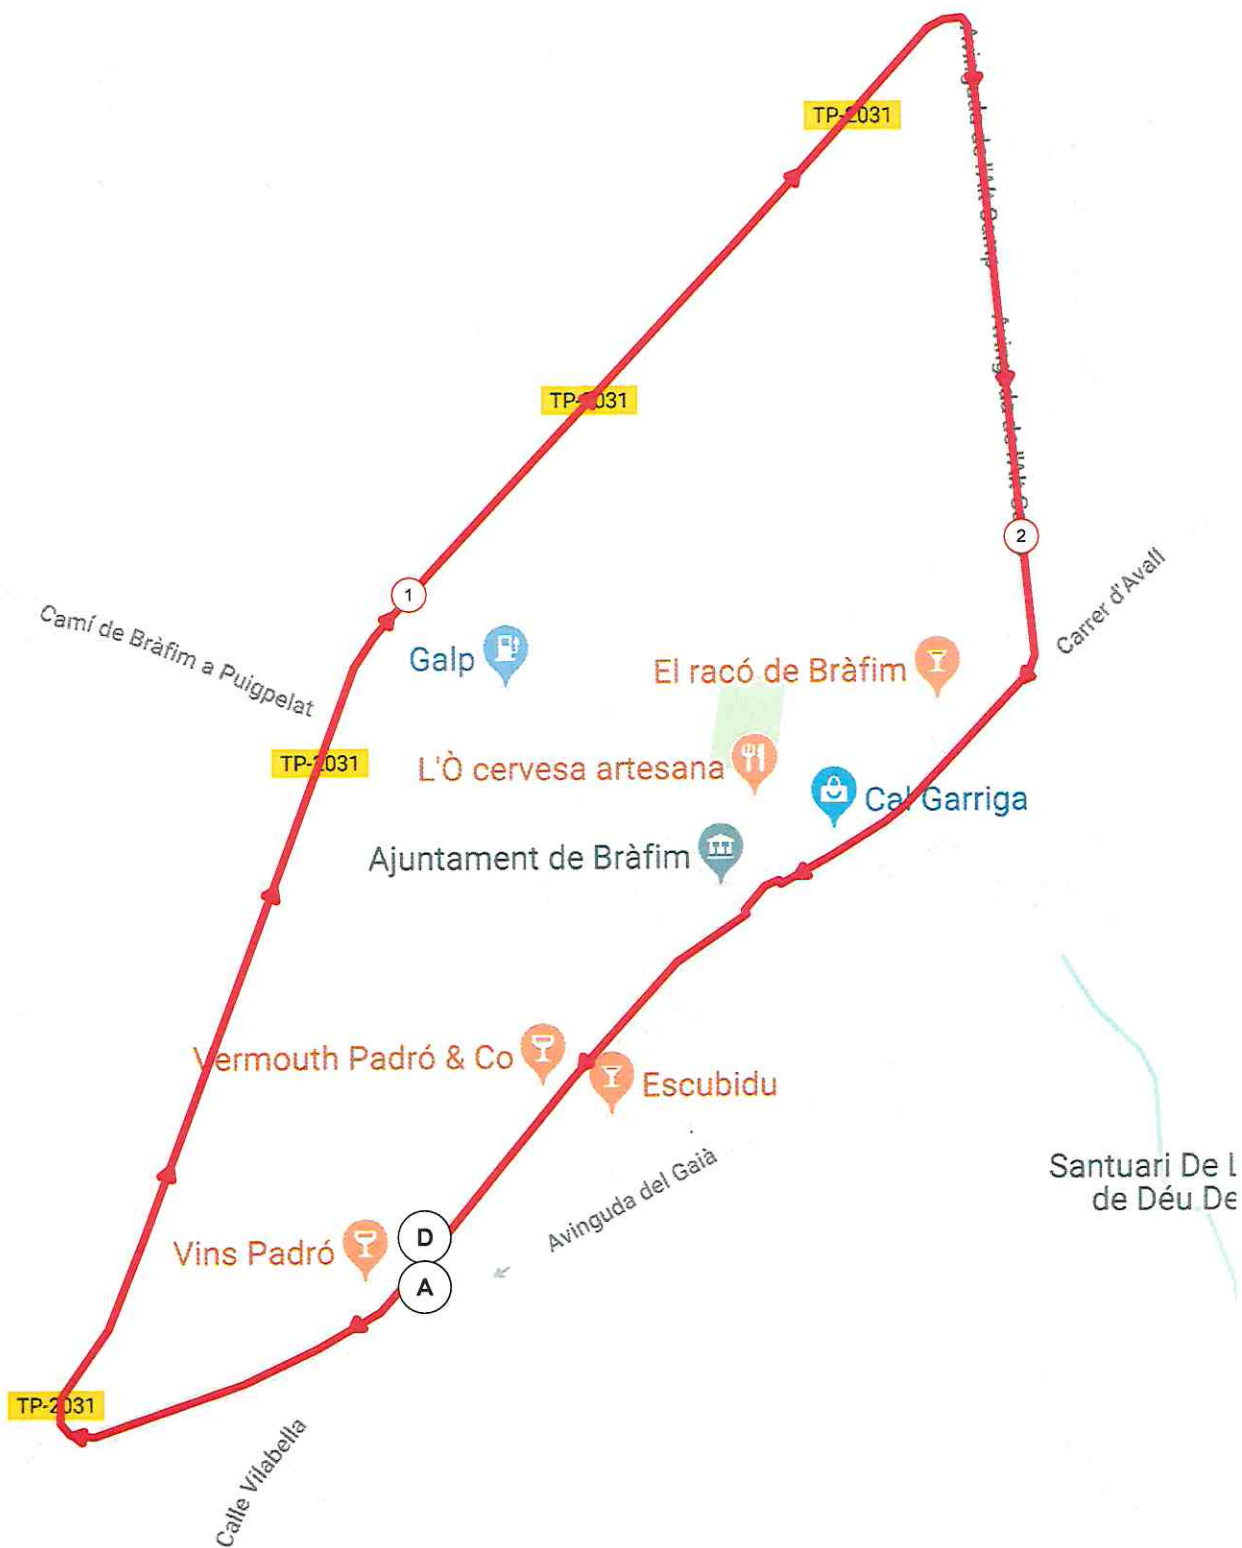 TP-2031
TP-2031
2
1
Carrer d'Avall
Camí de Bràfim a Puigpelat
Galp
El racó de Bràfim
TP-2031
L'Ò cervesa artesana
Cal Garriga
Ajuntament de Bràfim
Vermouth Padró & Co
Escubidu
Avinguda del Gaià
Santuari De L
de Déu De
D
Vins Padró
A
TP-2031
Calle Vilabella